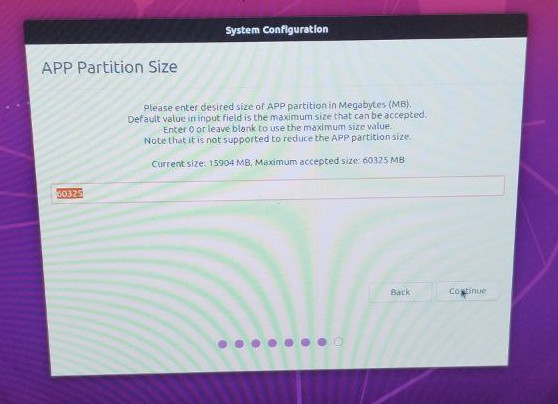 System Configuration
APP Partition Size
Please enter desired size of APP partition in Megabytes (MB).
Default value in input field is the maximum size that can be accepted.
Enter 0 or leave blank to use the maximum size value.
Note that it is not supported to reduce the APP partition size.
Current size: 15904 MB, Maximum accepted size: 60325 MB
60325
Back
Continue